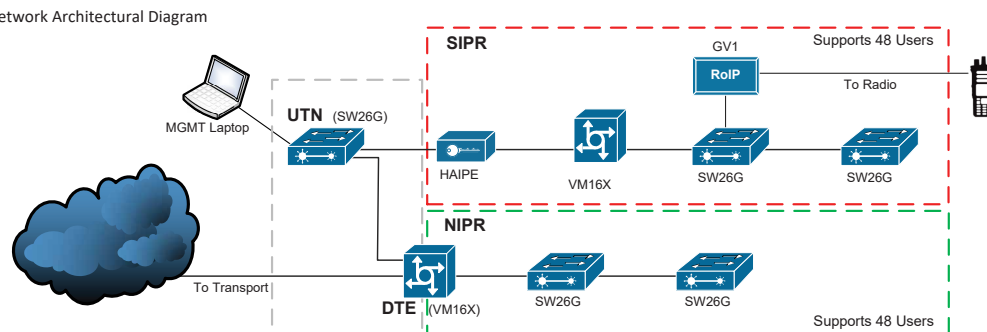 etwork Architectural Diagram
SIPR
GV1
Supports 48 Users
RoIP
To Radio
MGMT Laptop
UTN (SW26G)
HAIPE
VM16X
SW26G
SW26G
NIPR
To Transport
DTE (VM16X)
SW26G
SW26G
Supports 48 Users